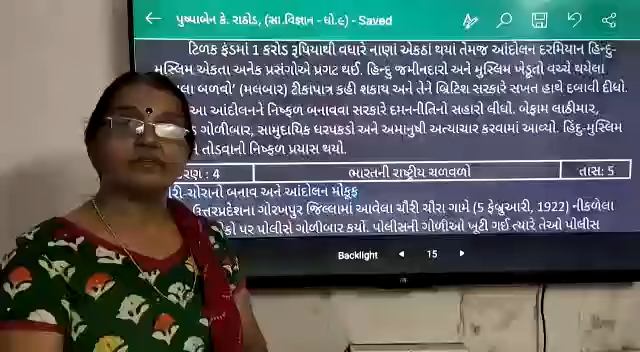 પુષ્પાબેન કે. રાઠોડ, (સા.વિજ્ઞાન - ધો.૯) - Saved
ટિળક ફંડમાં 1 કરોડ રૂપિયાથી વધારે નાણાં એકઠાં થયાં તેમજ આંદોલન દરમિયાન હિન્દુ-
મુસ્લિમ એકતા અનેક પ્રસંગોએ પ્રગટ થઈ. હિન્દુ જમીનદારો અને મુસ્લિમ ખેડૂતો વચ્ચે થયેલા
બળવો' (મલબાર) ટીકાપાત્ર કહી શકાય અને તેને બ્રિટિશ સરકારે સખત હાથે દબાવી દીધો.
આ આંદોલનને નિષ્ફળ બનાવવા સરકારે દમનનીતિનો સહારો લીધો. બેફામ લાઠીમાર,
ગોળીબાર, સામુદાયિક ધરપકડો અને અમાનુષી અત્યાચાર કરવામાં આવ્યો. હિંદુ-મુસ્લિમ
તોડવાની નિષ્ફળ પ્રયાસ થયો.
: 4 ભારતની રાષ્ટ્રીય ચળવળો તાસ: 5
બનાવ અને આંદોલન મોકૂફ
ઉત્તરપ્રદેશના ગોરખપુર જિલ્લામાં આવેલા ચૌરી ચૌરા ગામે (5 ફેબ્રુઆરી, 1922) નીકળેલા
પર પોલીસે ગોળીબાર કર્યો. પોલીસની ગોળીઓ ખૂટી ગઈ ત્યારે તેઓ પોલીસ
Backlight 15